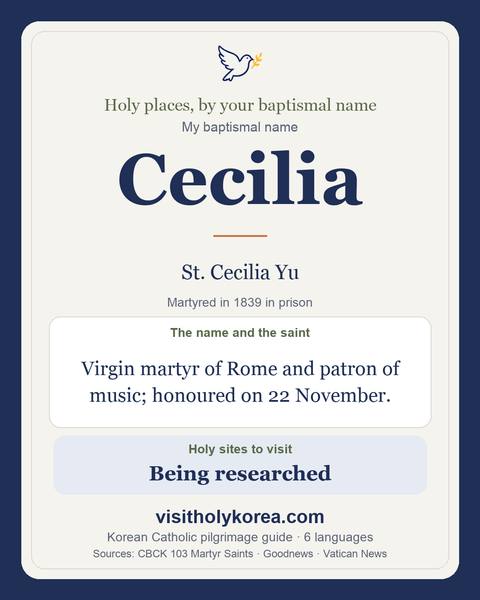 Holy places, by your baptismal name
My baptismal name
Cecilia
St. Cecilia Yu
Martyred in 1839 in prison
The name and the saint
Virgin martyr of Rome and patron of
music; honoured on 22 November.
Holy sites to visit
Being researched
visitholykorea.com
Korean Catholic pilgrimage guide · 6 languages
Sources: CBCK 103 Martyr Saints · Goodnews · Vatican News